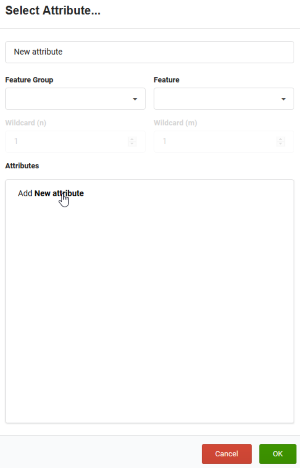 Select Attribute...
New attribute
Feature Group Feature
Wildcard (n) Wildcard (m)
1 1
Attributes
Add New attribute
Cancel OK